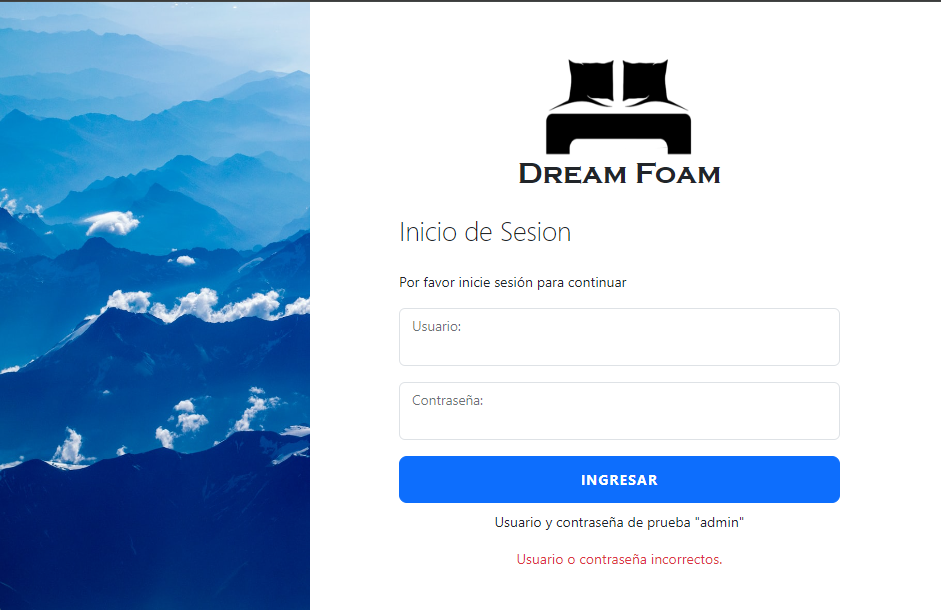 DREAM FOAM
Inicio de Sesion
Por favor inicie sesión para continuar
Usuario:
Contraseña:
INGRESAR
Usuario y contraseña de prueba "admin"
Usuario o contraseña incorrectos.